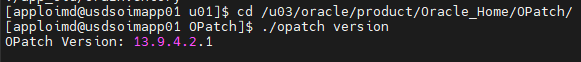 [apploimd@usdsoimapp01 u01]$ cd /u03/oracle/product/Oracle_Home/OPatch/
[apploimd@usdsoimapp01 OPatch]$ ./opatch version
OPatch Version: 13.9.4.2.1